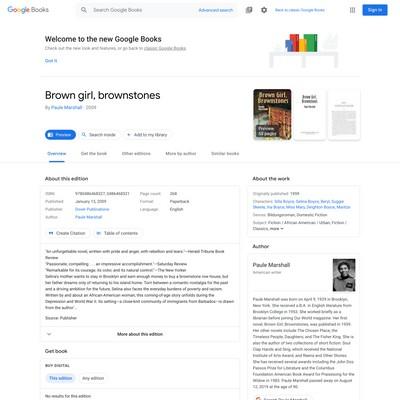 Google Books
Search Google Books
Advanced search
Back to classic Google Books
Sign in
Welcome to the new Google Books
Check out the new look and features, or go back to classic Google Books
Got it
Brown girl, brownstones
By Paule Marshall · 2009
Preview
Search inside
Add to my library
Brown Girl,
Brownstones
Preview
68 pages
Overview
Get the book
Other editions
More by author
Similar books
About this edition
ISBN: 9780486468327, 0486468321
Page count: 268
Published: January 13, 2009
Format: Paperback
Publisher: Dover Publications
Language: English
Author: Paule Marshall
Create Citation
Table of contents
"An unforgettable novel, written with pride and anger, with rebellion and tears."—Herald Tribune Book
Review
"Passionate, compelling . . . an impressive accomplishment."—Saturday Review
"Remarkable for its courage, its color, and its natural control."—The New Yorker
Selina's mother wants to stay in Brooklyn and earn enough money to buy a brownstone row house, but
her father dreams only of returning to his island home. Torn between a romantic nostalgia for the past
and a driving ambition for the future, Selina also faces the everyday burdens of poverty and racism.
Written by and about an African-American woman, this coming-of-age story unfolds during the
Depression and World War II. Its setting—a close-knit community of immigrants from Barbados—is drawn
from the author'..
Source: Publisher
More about this edition
Get book
BUY DIGITAL
This edition
Any edition
No results for this edition
About the work
Originally published: 1959
Characters: Silla Boyce, Selina Boyce, Beryl, Suggie
Skeete, Ina Boyce, Miss Mary, Deighton Boyce, Maritze
Genres: Bildungsroman, Domestic Fiction
Subject: Fiction / African American / Urban, Fiction /
Classics, more
Author
Paule Marshall
American writer
Paule Marshall was born on April 9, 1929 in Brooklyn,
New York. She received a B.A. in English literature from
Brooklyn College in 1953. She worked briefly as a
librarian before joining Our World magazine. Her first
novel, Brown Girl, Brownstones, was published in 1959.
Her other novels include The Chosen Place, the
Timeless People, Daughters, and The Fisher King. She is
the author of two collections of short fiction: Soul
Clap Hands and Sing, which received the National
Institute of Arts Award, and Reena and Other Stories.
She has received several awards including the John Dos
Passos Prize for Literature and the Columbus
Foundation American Book Award for Praisesong for the
Widow in 1983. Paule Marshall passed away on August
12, 2019 at the age of 90.